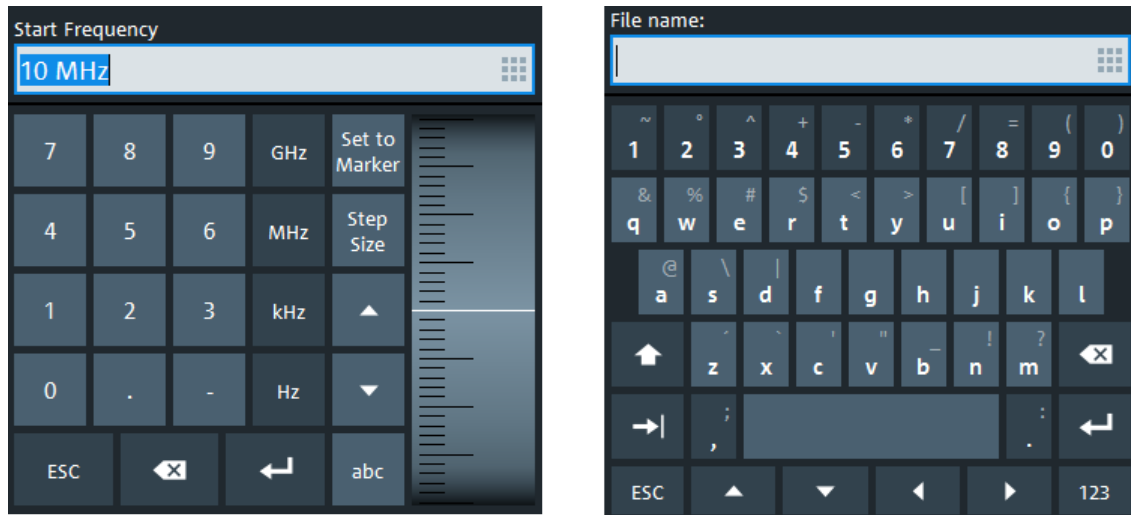 Start Frequency
10 MHz
7 8 9 GHz Set to
Marker
4 5 6 MHz Step
Size
1 2 3 kHz
0 . - Hz
ESC abc
File name:
~ ° ^ + - * / = ( )
1 2 3 4 5 6 7 8 9 0
& % # $ < > [ ] { }
q w e r t y u i o p
@ \ |
a s d f g h j k l
´ ` ' " _ ! ?
z x c v b n m
; :
, .
ESC 123